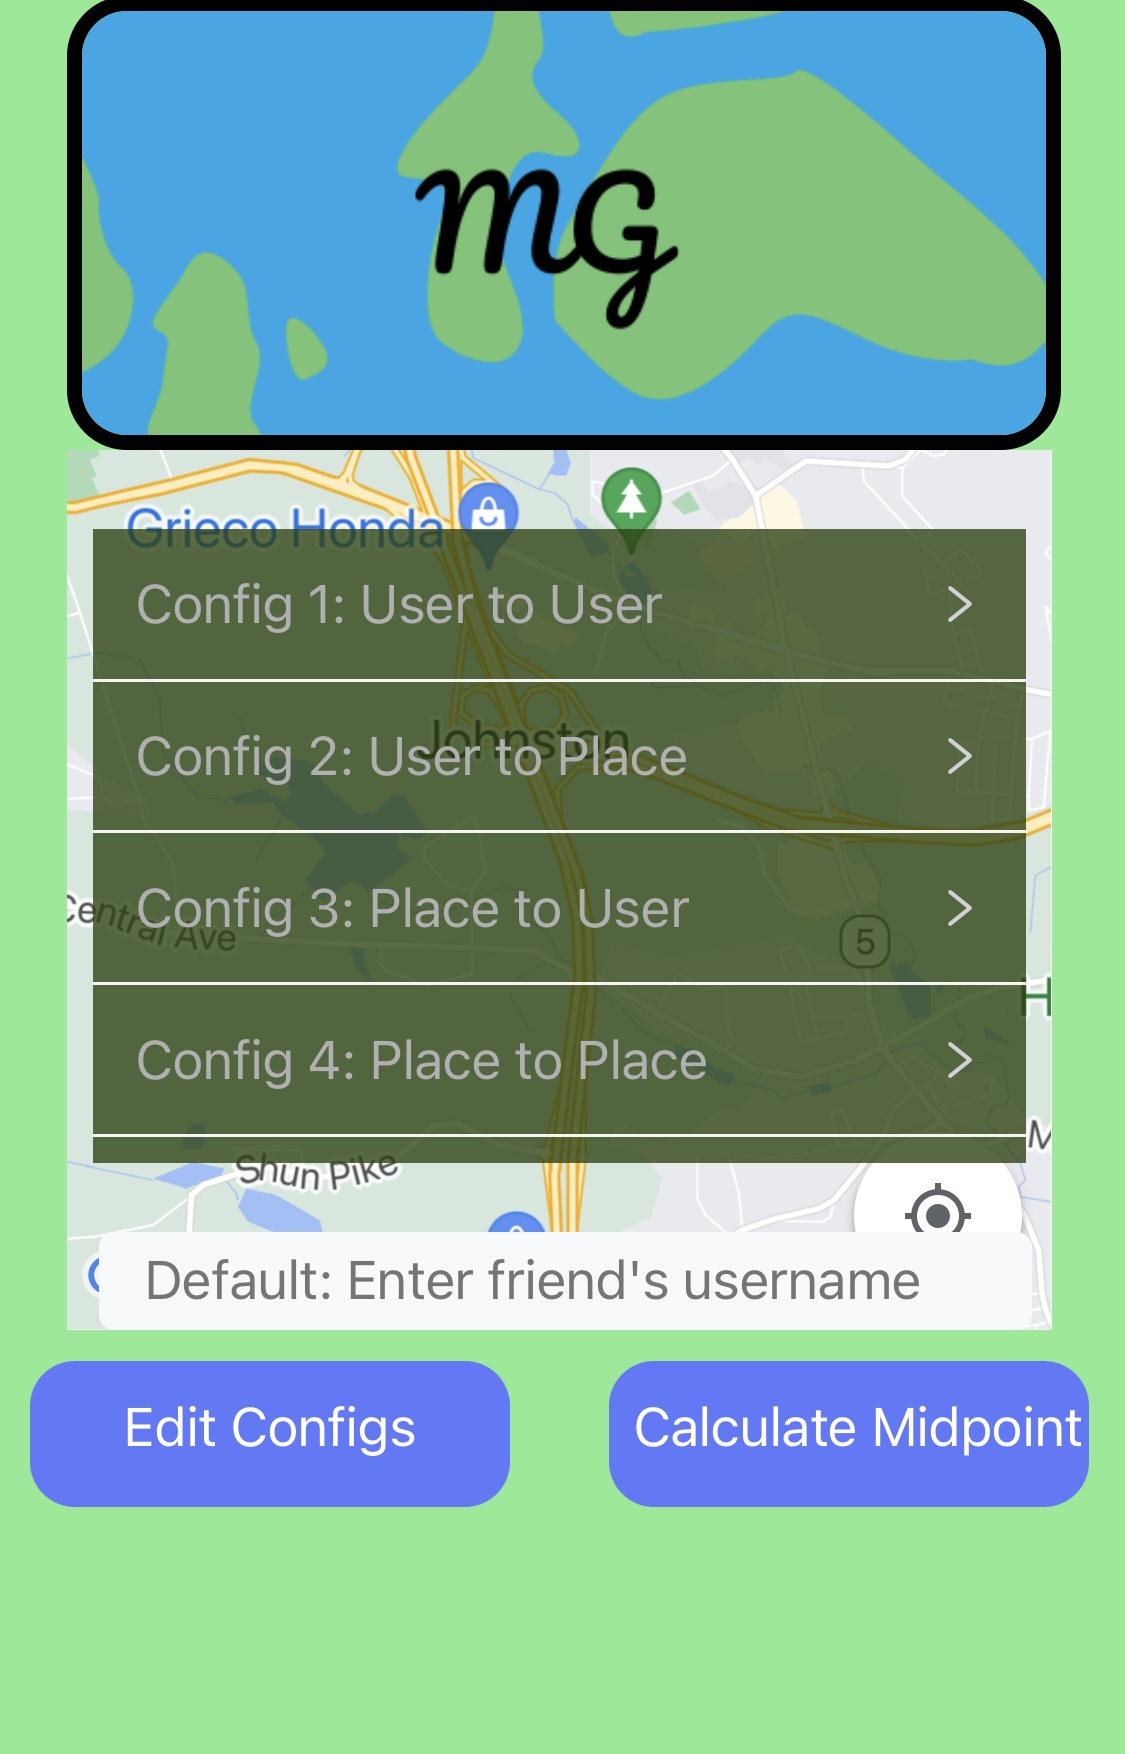 mG
Grieco Honda
Config 1: User to User
Johnston
Config 2: User to Place
Central Ave
Config 3: Place to User
5
H
Config 4: Place to Place
M
Shun Pike
Default: Enter friend's username
Edit Configs
Calculate Midpoint